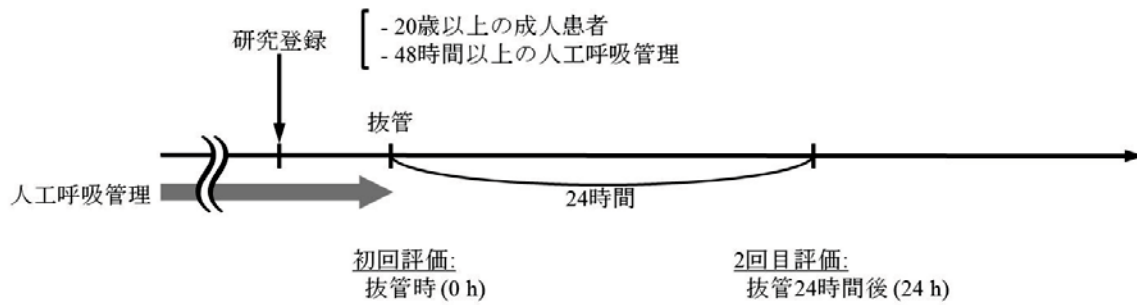 研究登録
- 20歳以上の成人患者
- 48時間以上の人工呼吸管理
抜管
人工呼吸管理
24時間
初回評価:
抜管時 (0 h)
2回目評価:
抜管24時間後 (24 h)